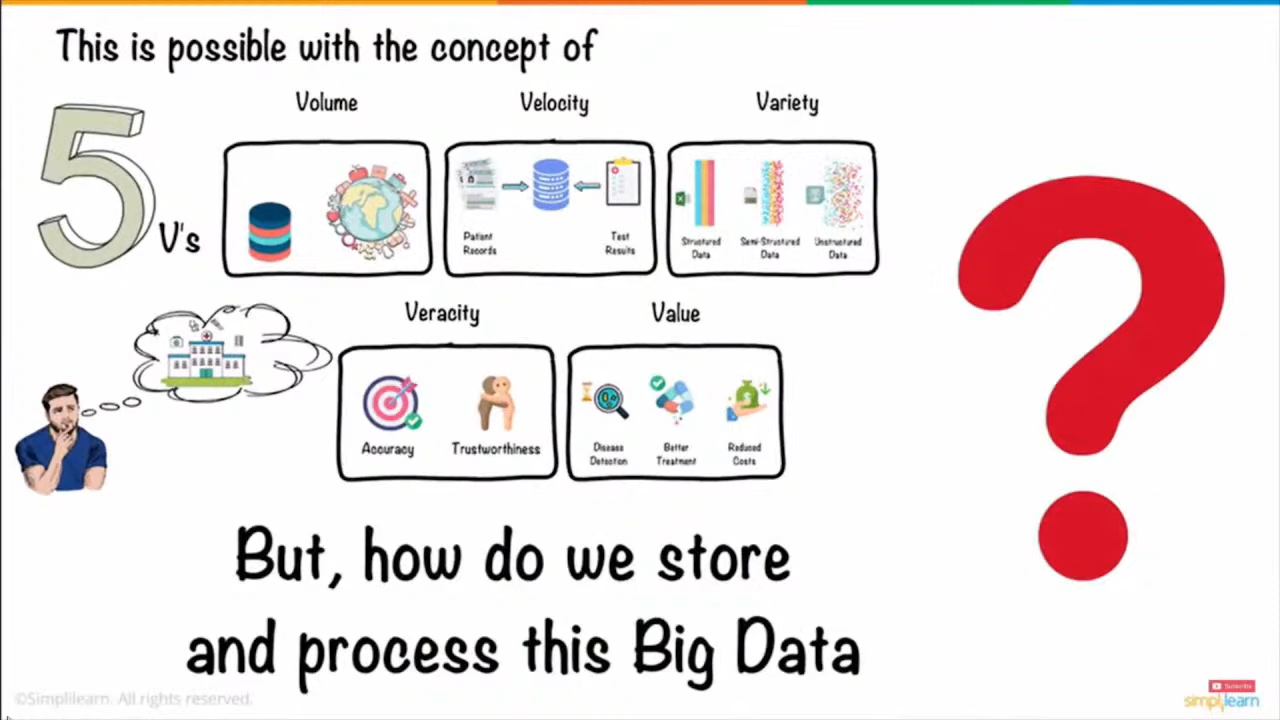 This is possible with the concept of
5 V's
Volume
Velocity
Variety
Patient
Records
Test
Results
Structured
Data
Semi-Structured
Data
Unstructured
Data
Veracity
Value
Accuracy
Trustworthiness
Disease
Detection
Better
Treatment
Reduced
Costs
But, how do we store
and process this Big Data
?
©Simplilearn. All rights reserved.
Subscribe
simplilearn